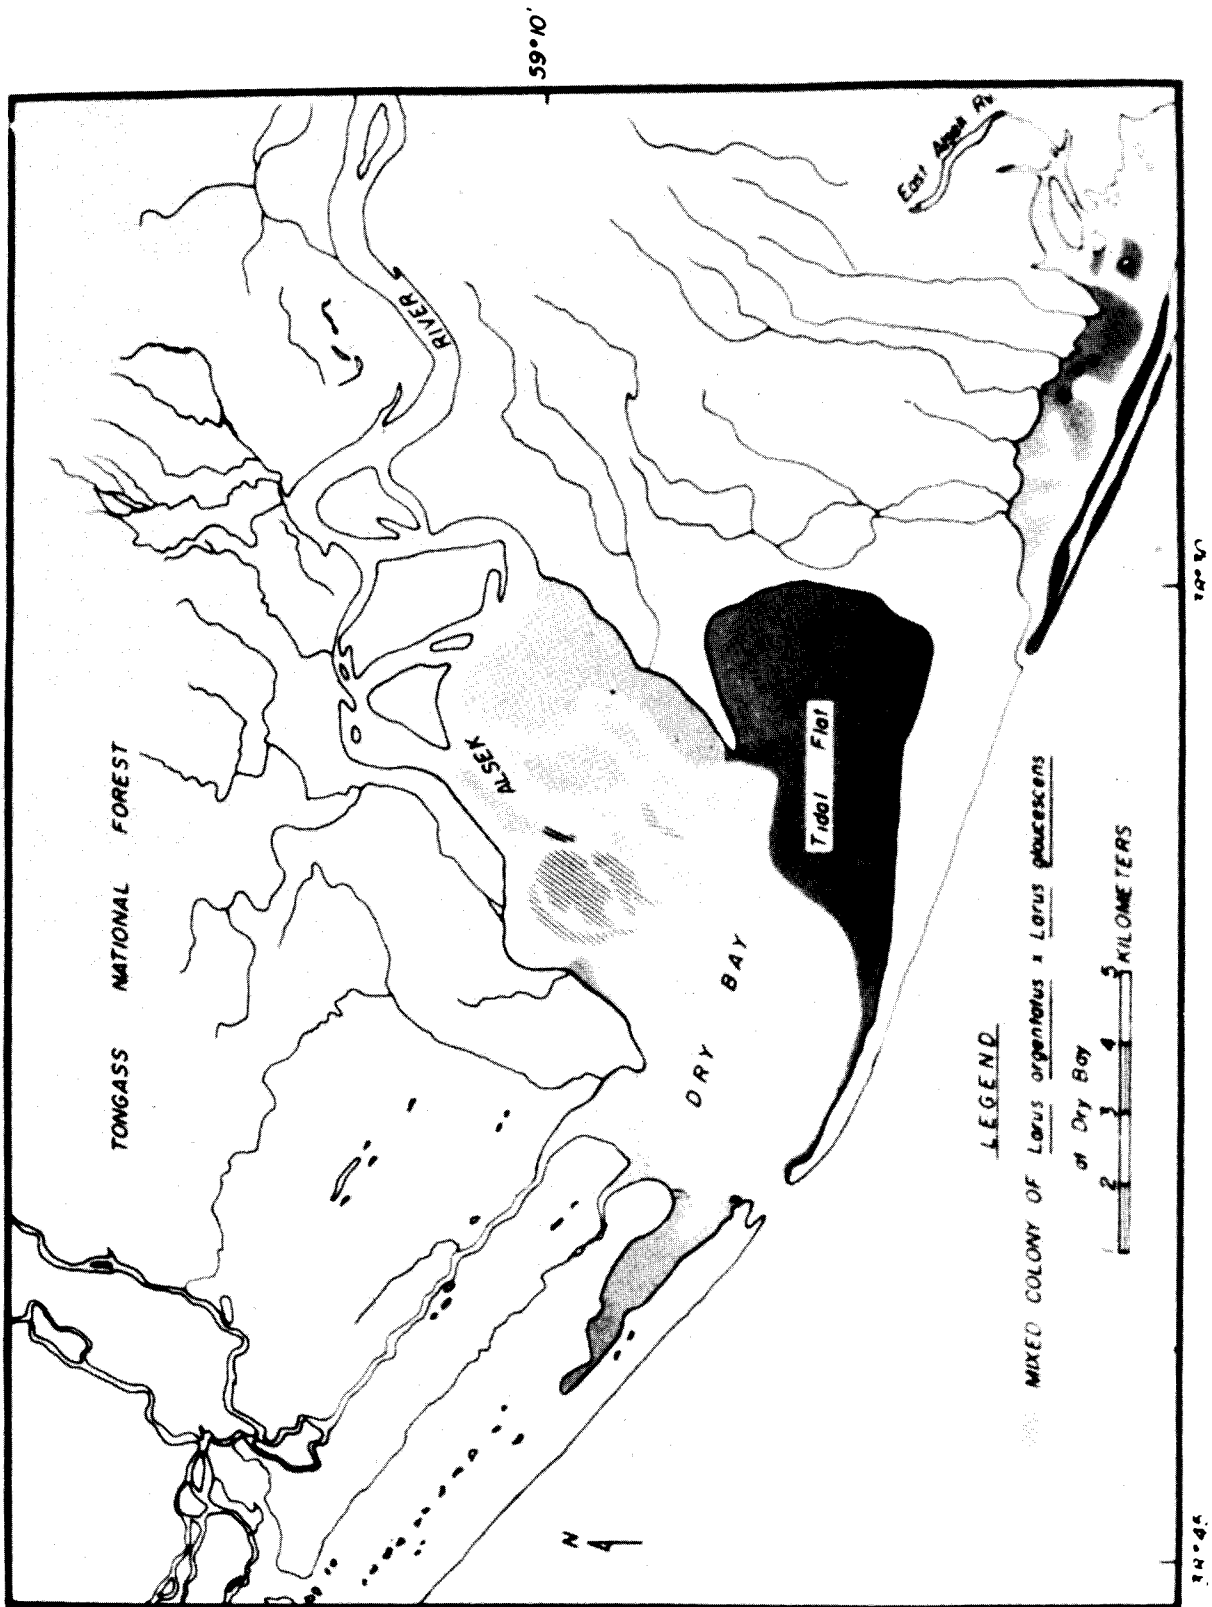 59°10'
TONGASS NATIONAL FOREST
RIVER
ALSEK
East Alsek Rv.
DRY BAY
Tidal Flat
N
LEGEND
MIXED COLONY OF Larus argentatus x Larus glaucescens
at Dry Bay
2 3 4 5 KILOMETERS